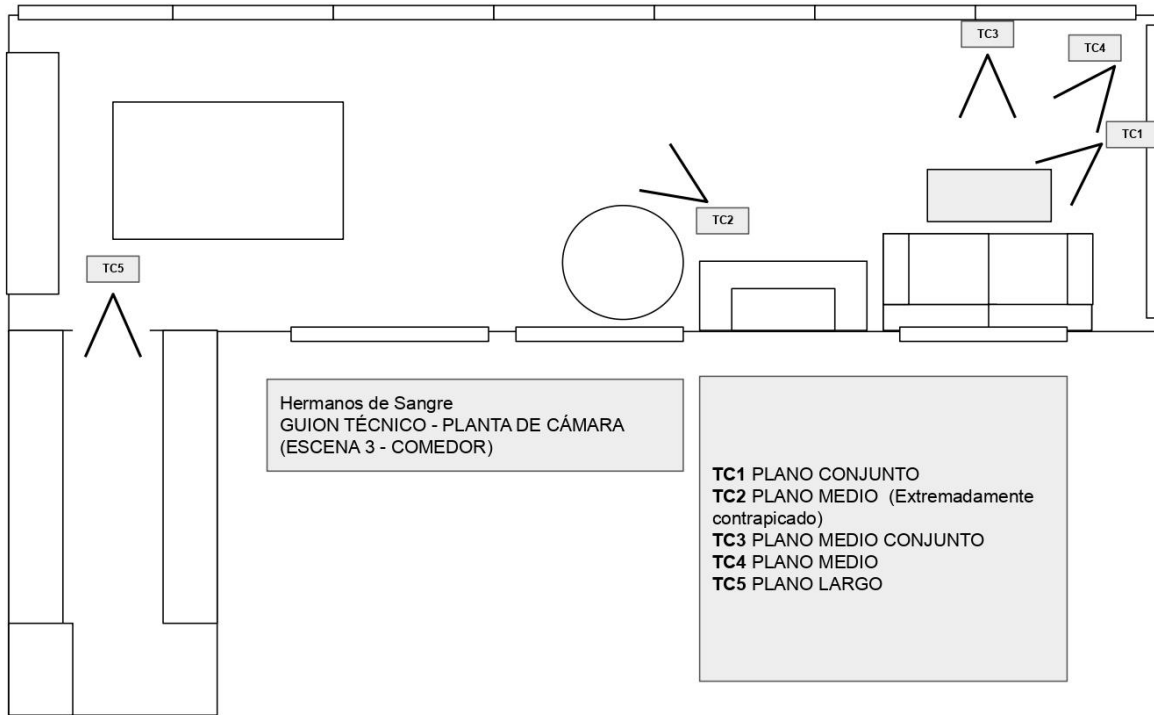 TC3
TC4
TC1
TC2
TC5
Hermanos de Sangre
GUION TÉCNICO - PLANTA DE CÁMARA
(ESCENA 3 - COMEDOR)
TC1 PLANO CONJUNTO
TC2 PLANO MEDIO (Extremadamente
contrapicado)
TC3 PLANO MEDIO CONJUNTO
TC4 PLANO MEDIO
TC5 PLANO LARGO